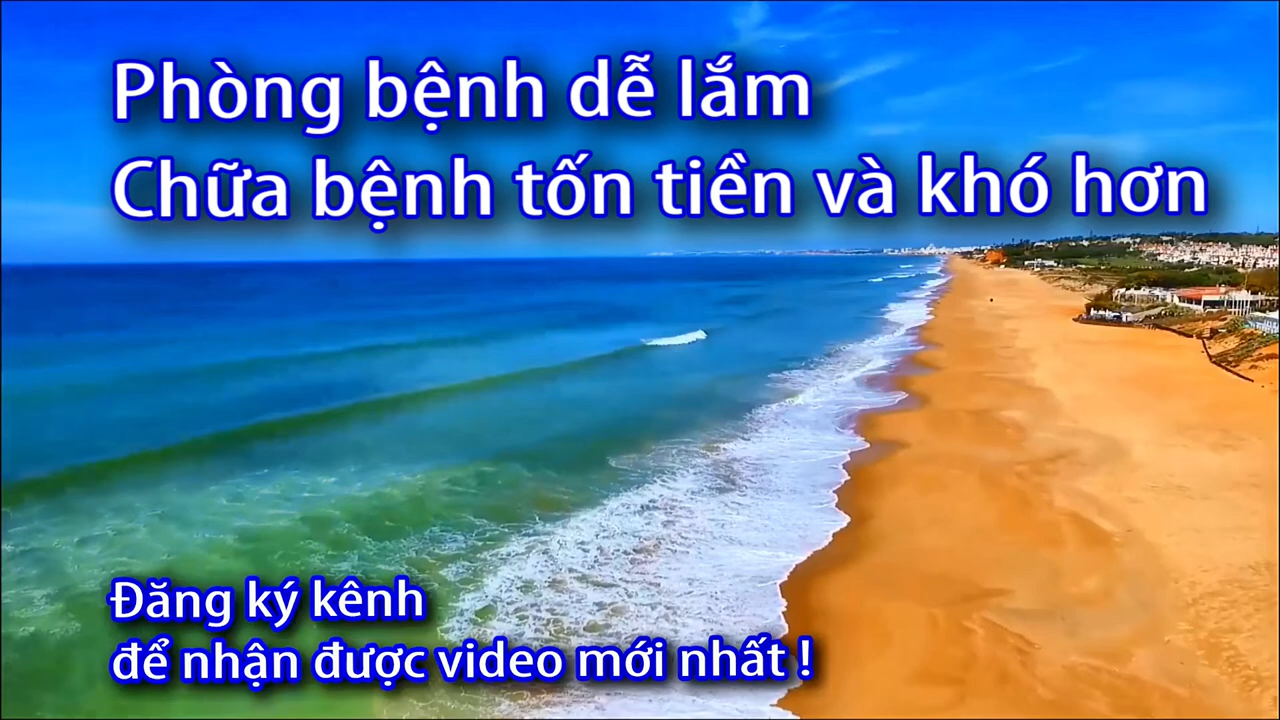 Phòng bệnh dễ lắm
Chữa bệnh tốn tiền và khó hơn
Đăng ký kênh
để nhận được video mới nhất !